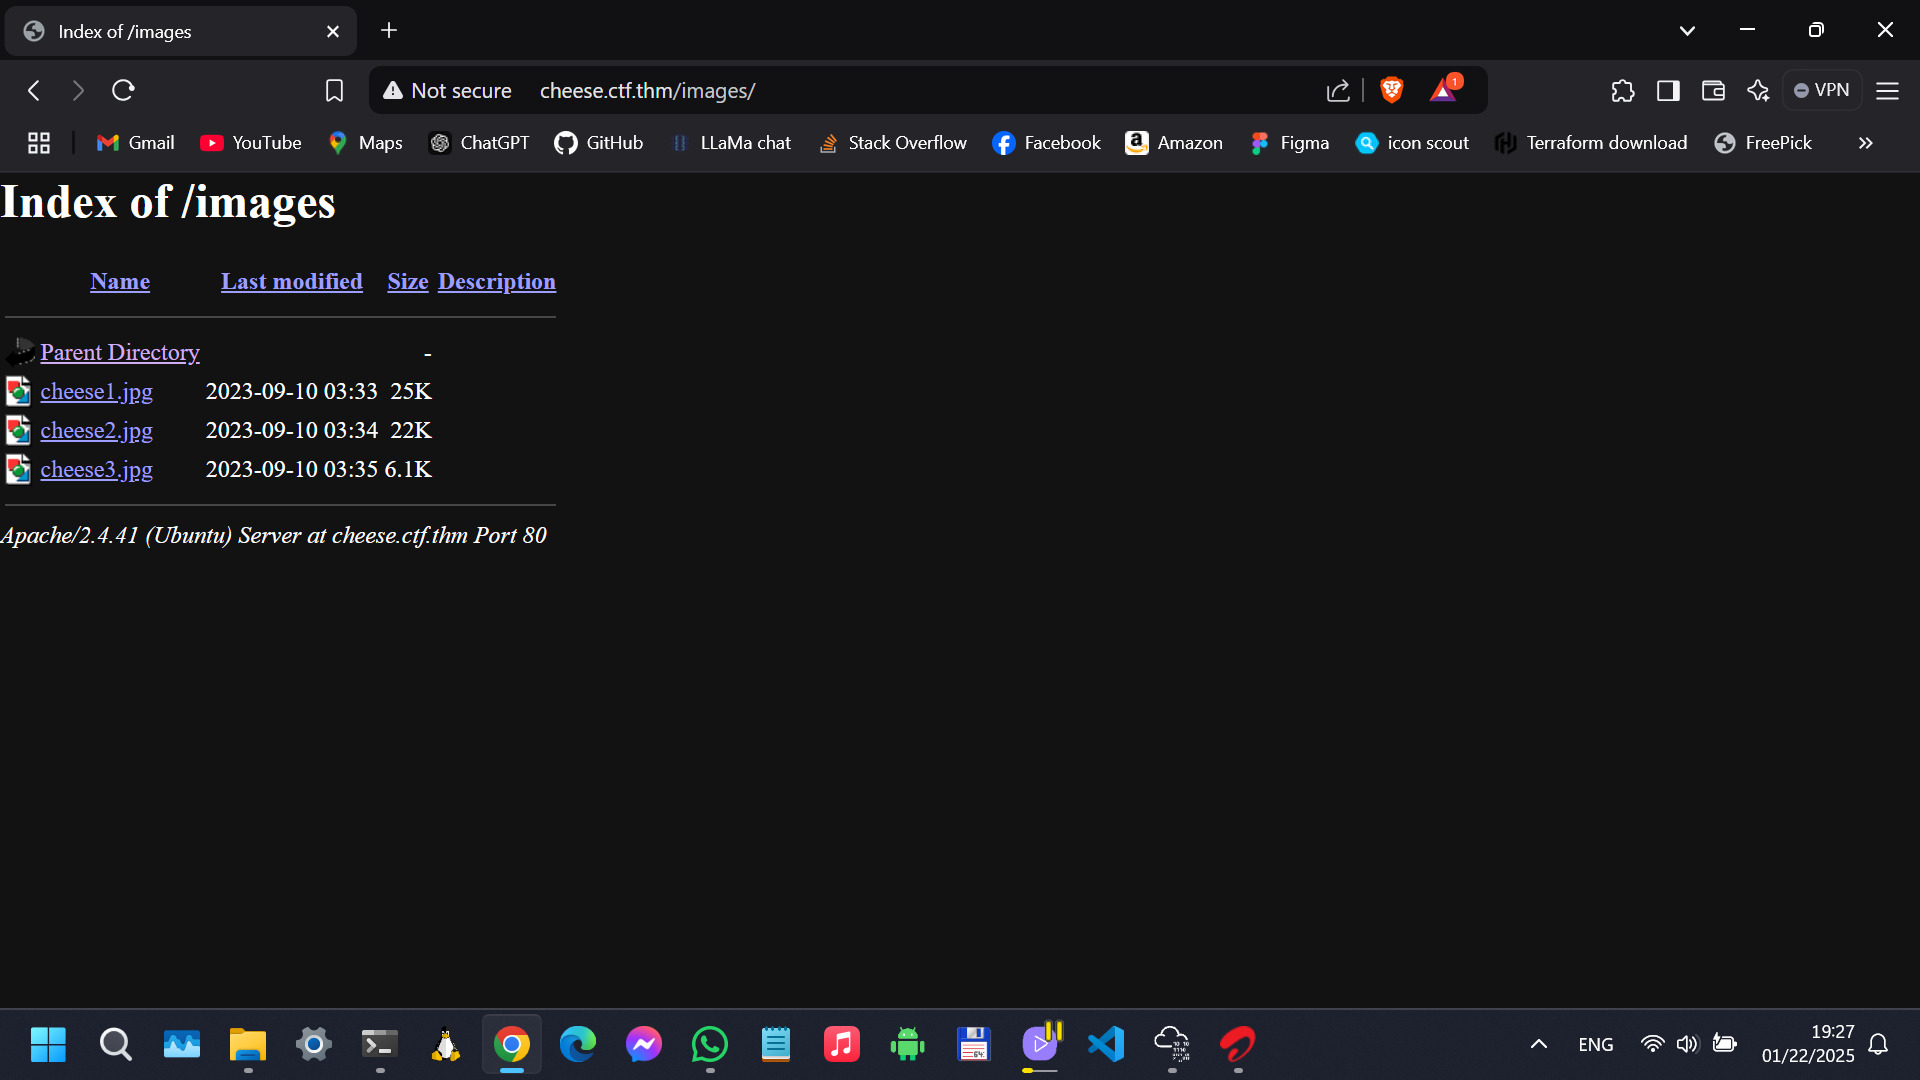 Index of /images
Not secure cheese.ctf.thm/images/
1
VPN
Gmail YouTube Maps ChatGPT GitHub LLaMa chat Stack Overflow Facebook Amazon Figma icon scout Terraform download FreePick
Index of /images
Name Last modified Size Description
Parent Directory -
cheese1.jpg 2023-09-10 03:33 25K
cheese2.jpg 2023-09-10 03:34 22K
cheese3.jpg 2023-09-10 03:35 6.1K
Apache/2.4.41 (Ubuntu) Server at cheese.ctf.thm Port 80
ENG
19:27
01/22/2025